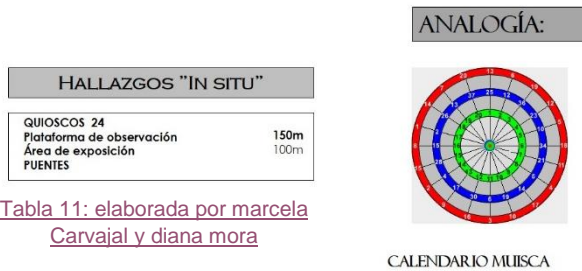 ANALOGÍA:
HALLAZGOS "IN SITU"
QUIOSCOS 24
Plataforma de observación 150m
Área de exposición 100m
PUENTES
Tabla 11: elaborada por marcela
Carvajal y diana mora
CALENDARIO MUISCA